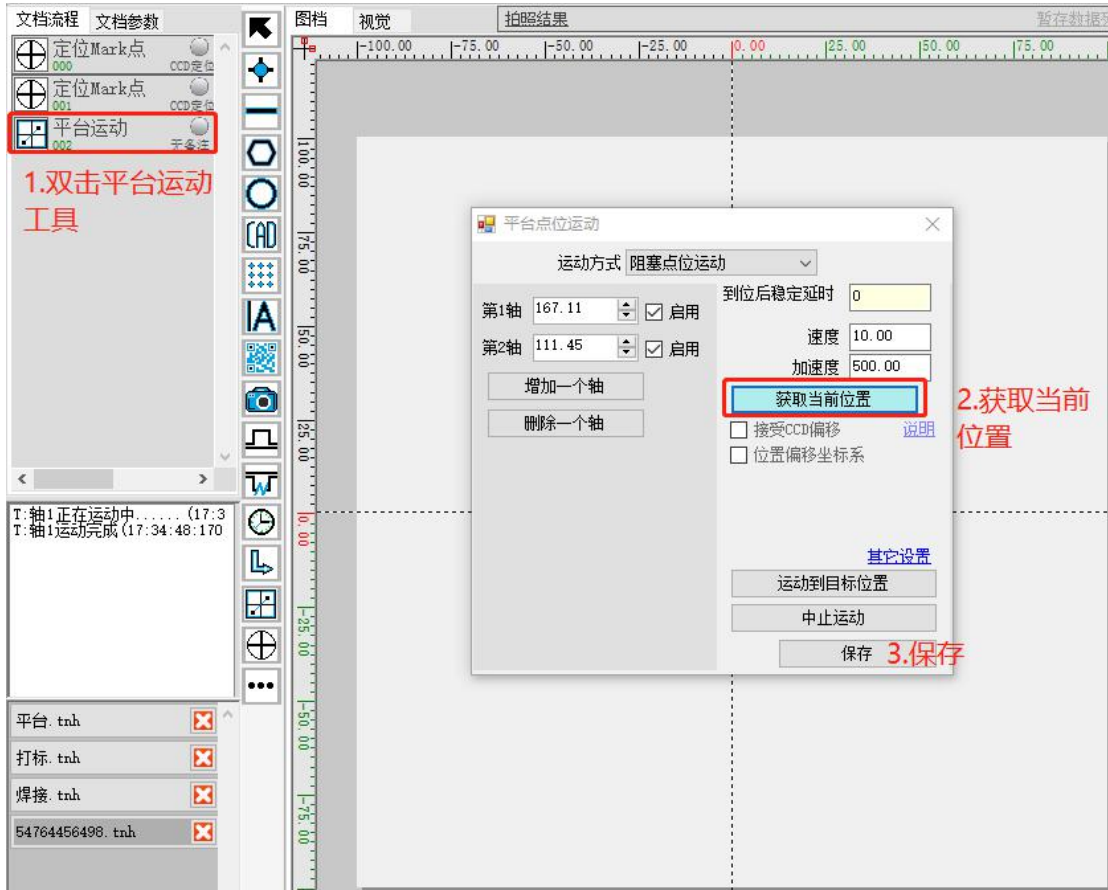 文档流程 文档参数
图档 视觉 拍照结果
-100.00 -75.00 -50.00 -25.00 0.00 25.00 50.00 75.00
定位Mark点
000 CCD定位
定位Mark点
001 CCD定位
平台运动
002 无备注
1.双击平台运动
工具
CAD
A
100.00
75.00
50.00
25.00
0.00
-25.00
-50.00
-75.00
平台点位运动
运动方式 阻塞点位运动
第1轴 167.11 启用
第2轴 111.45 启用
增加一个轴
删除一个轴
到位后稳定延时 0
速度 10.00
加速度 500.00
获取当前位置
2.获取当前
位置
接受CCD偏移 说明
位置偏移坐标系
其它设置
运动到目标位置
中止运动
保存
3.保存
T:轴1正在运动中...... (17:3
T:轴1运动完成(17:34:48:170
平台.tnh
打标.tnh
焊接.tnh
54764456498.tnh